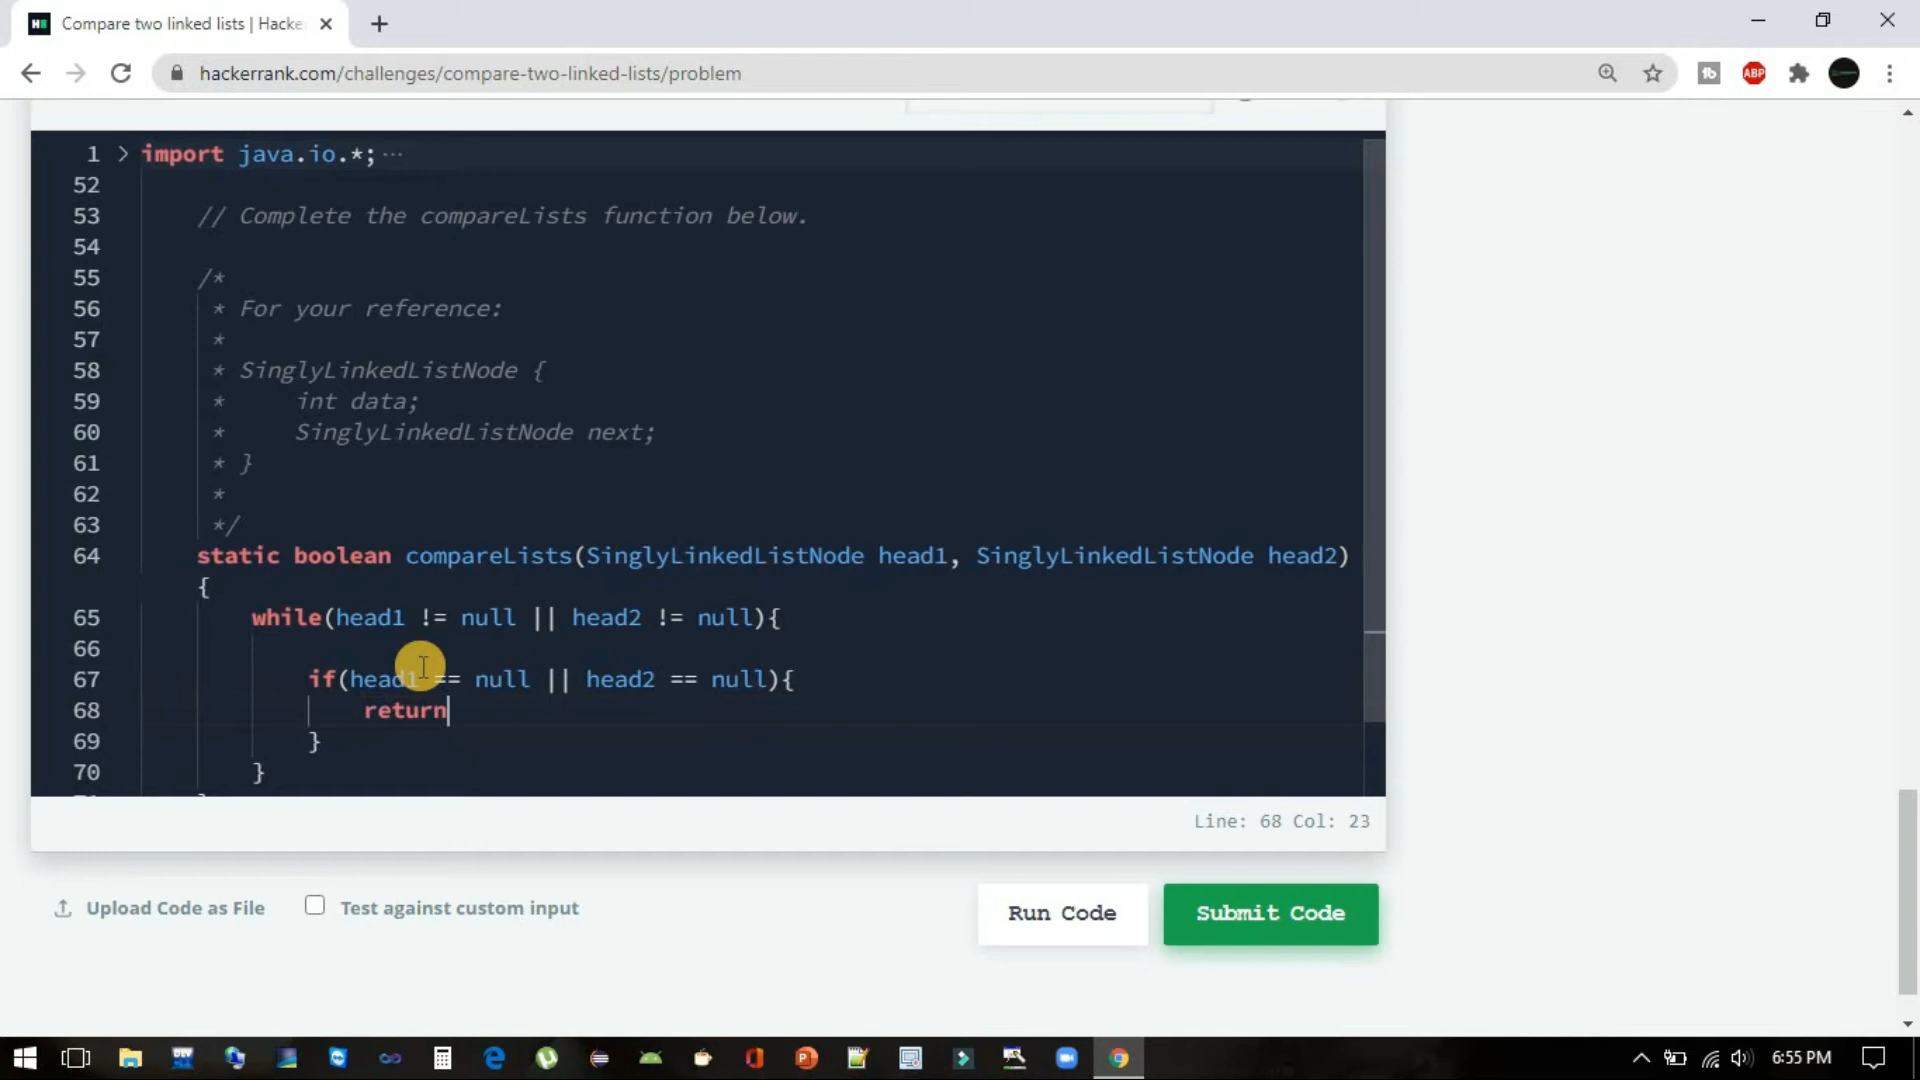 Compare two linked lists | Hacke
hackerrank.com/challenges/compare-two-linked-lists/problem
ABP
1 > import java.io.*; ···
52
53 // Complete the compareLists function below.
54
55 /*
56 * For your reference:
57 *
58 * SinglyLinkedListNode {
59 * int data;
60 * SinglyLinkedListNode next;
61 * }
62 *
63 */
64 static boolean compareLists(SinglyLinkedListNode head1, SinglyLinkedListNode head2)
{
65 while(head1 != null || head2 != null){
66
67 if(head1 == null || head2 == null){
68 return
69 }
70 }
Line: 68 Col: 23
Upload Code as File Test against custom input Run Code Submit Code
DEV
6:55 PM